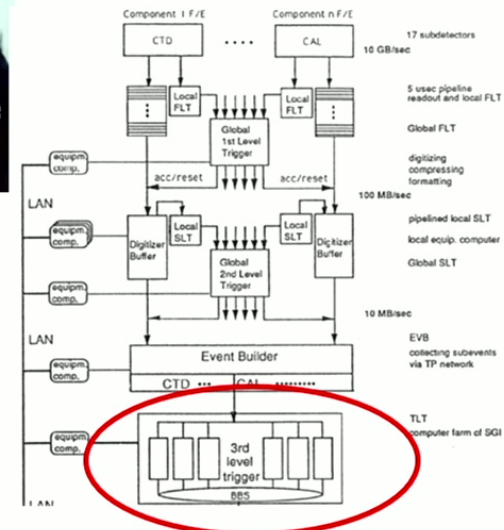 Component 1 F/E
Component n F/E
CTD
CAL
17 subdetectors
10 GB/sec
Local
FLT
Local
FLT
5 usec pipeline
readout and local FLT
Global
1st Level
Trigger
Global FLT
equipm.
comp.
acc/reset
acc/reset
digitizing
compressing
formatting
LAN
100 MB/sec
equipm.
comp.
Digitizer
Buffer
Local
SLT
Local
SLT
Digitizer
Buffer
pipelined local SLT
local equip. computer
Global
2nd Level
Trigger
Global SLT
equipm.
comp.
10 MB/sec
LAN
Event Builder
EVB
collecting subevents
via TP network
equipm.
comp.
CTD
CAL
TLT
computer farm of SGI
equipm.
comp.
3rd
level
trigger
BBS
LAN